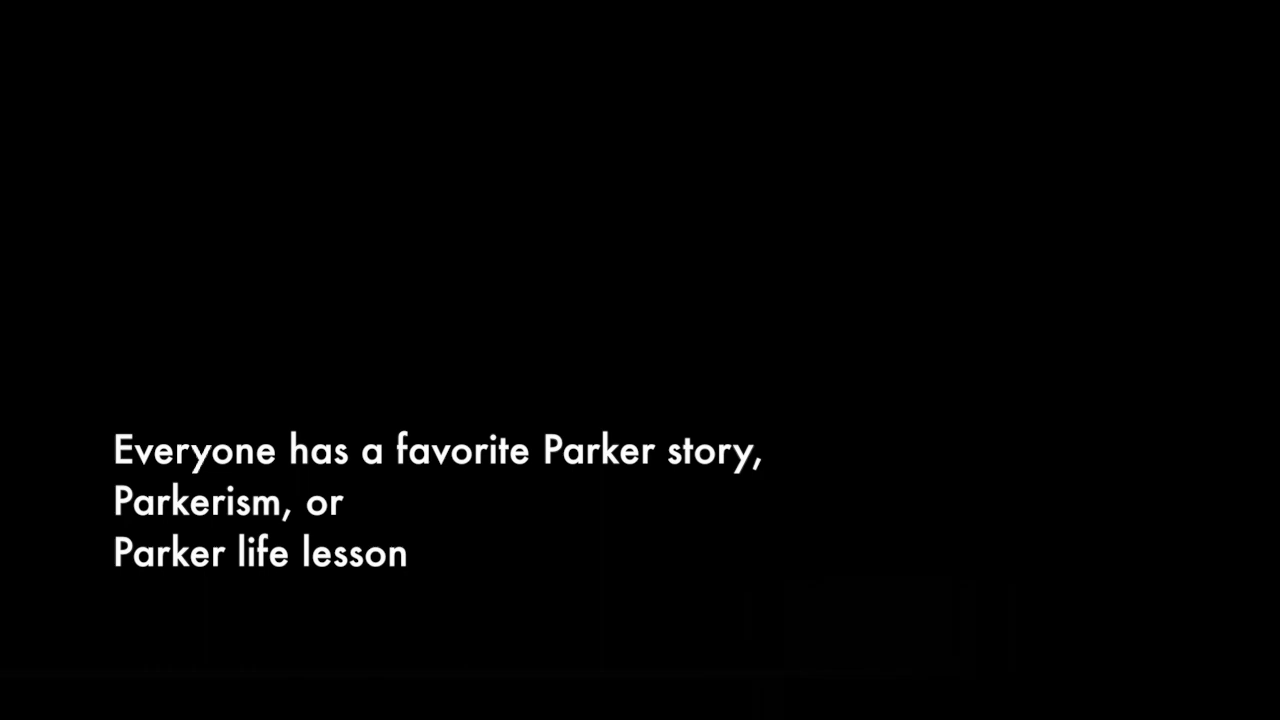 Everyone has a favorite Parker story,
Parkerism, or
Parker life lesson